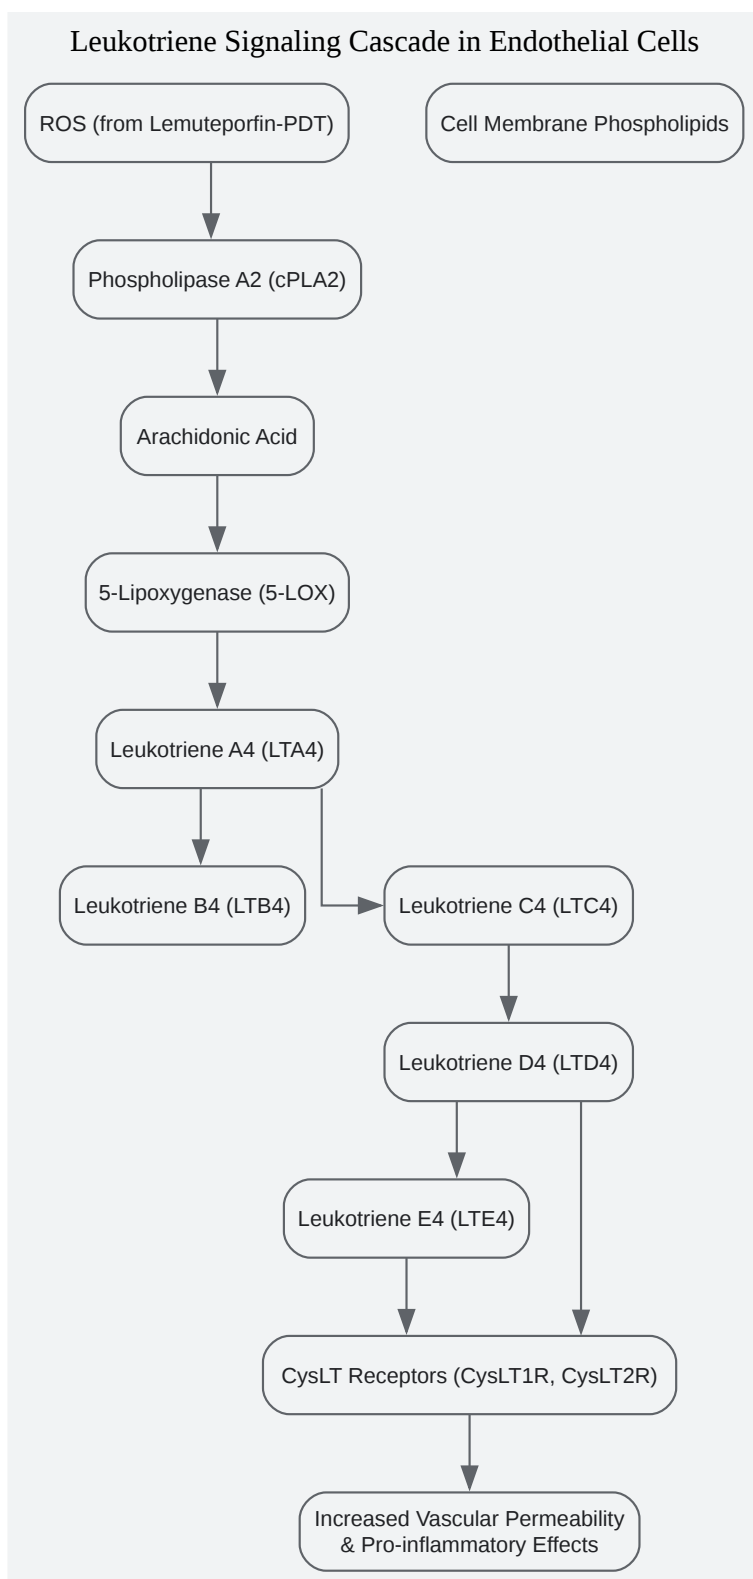 Leukotriene Signaling Cascade in Endothelial Cells
ROS (from Lemuteporfin-PDT)
Cell Membrane Phospholipids
Phospholipase A2 (cPLA2)
Arachidonic Acid
5-Lipoxygenase (5-LOX)
Leukotriene A4 (LTA4)
Leukotriene B4 (LTB4)
Leukotriene C4 (LTC4)
Leukotriene D4 (LTD4)
Leukotriene E4 (LTE4)
CysLT Receptors (CysLT1R, CysLT2R)
Increased Vascular Permeability
& Pro-inflammatory Effects